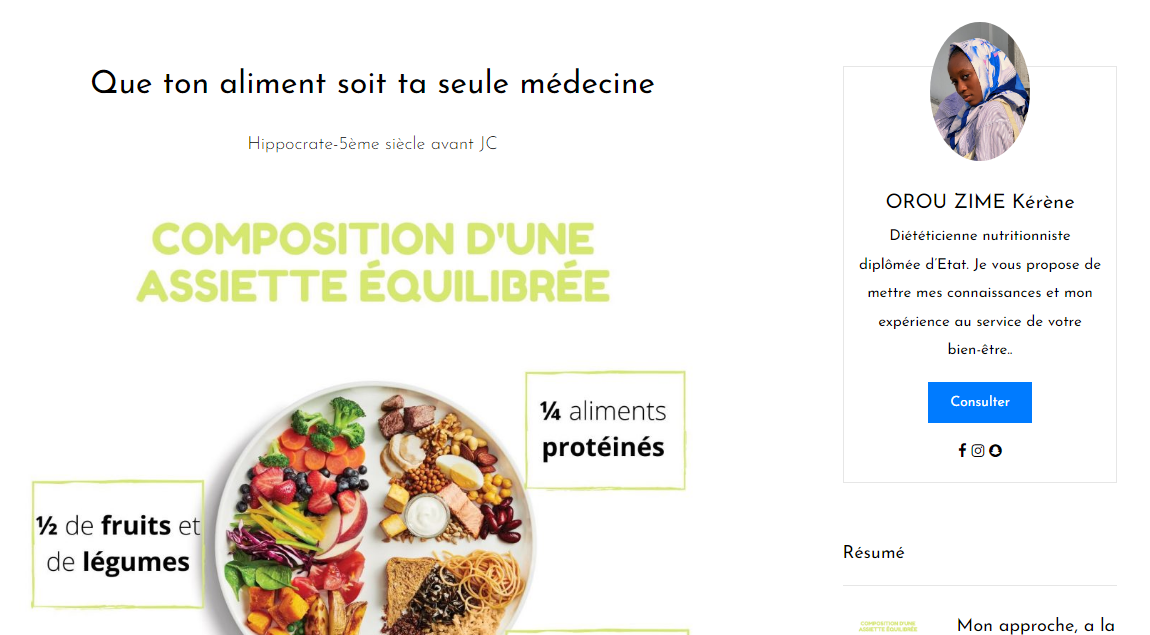 Que ton aliment soit ta seule médecine
Hippocrate-5ème siècle avant JC
COMPOSITION D'UNE
ASSIETTE ÉQUILIBRÉE
¼ aliments
protéinés
½ de fruits et
de légumes
OROU ZIME Kérène
Diététicienne nutritionniste
diplômée d'Etat. Je vous propose de
mettre mes connaissances et mon
expérience au service de votre
bien-être..
Consulter
Résumé
COMPOSITION D'UNE
ASSIETTE ÉQUILIBRÉE
Mon approche, a la